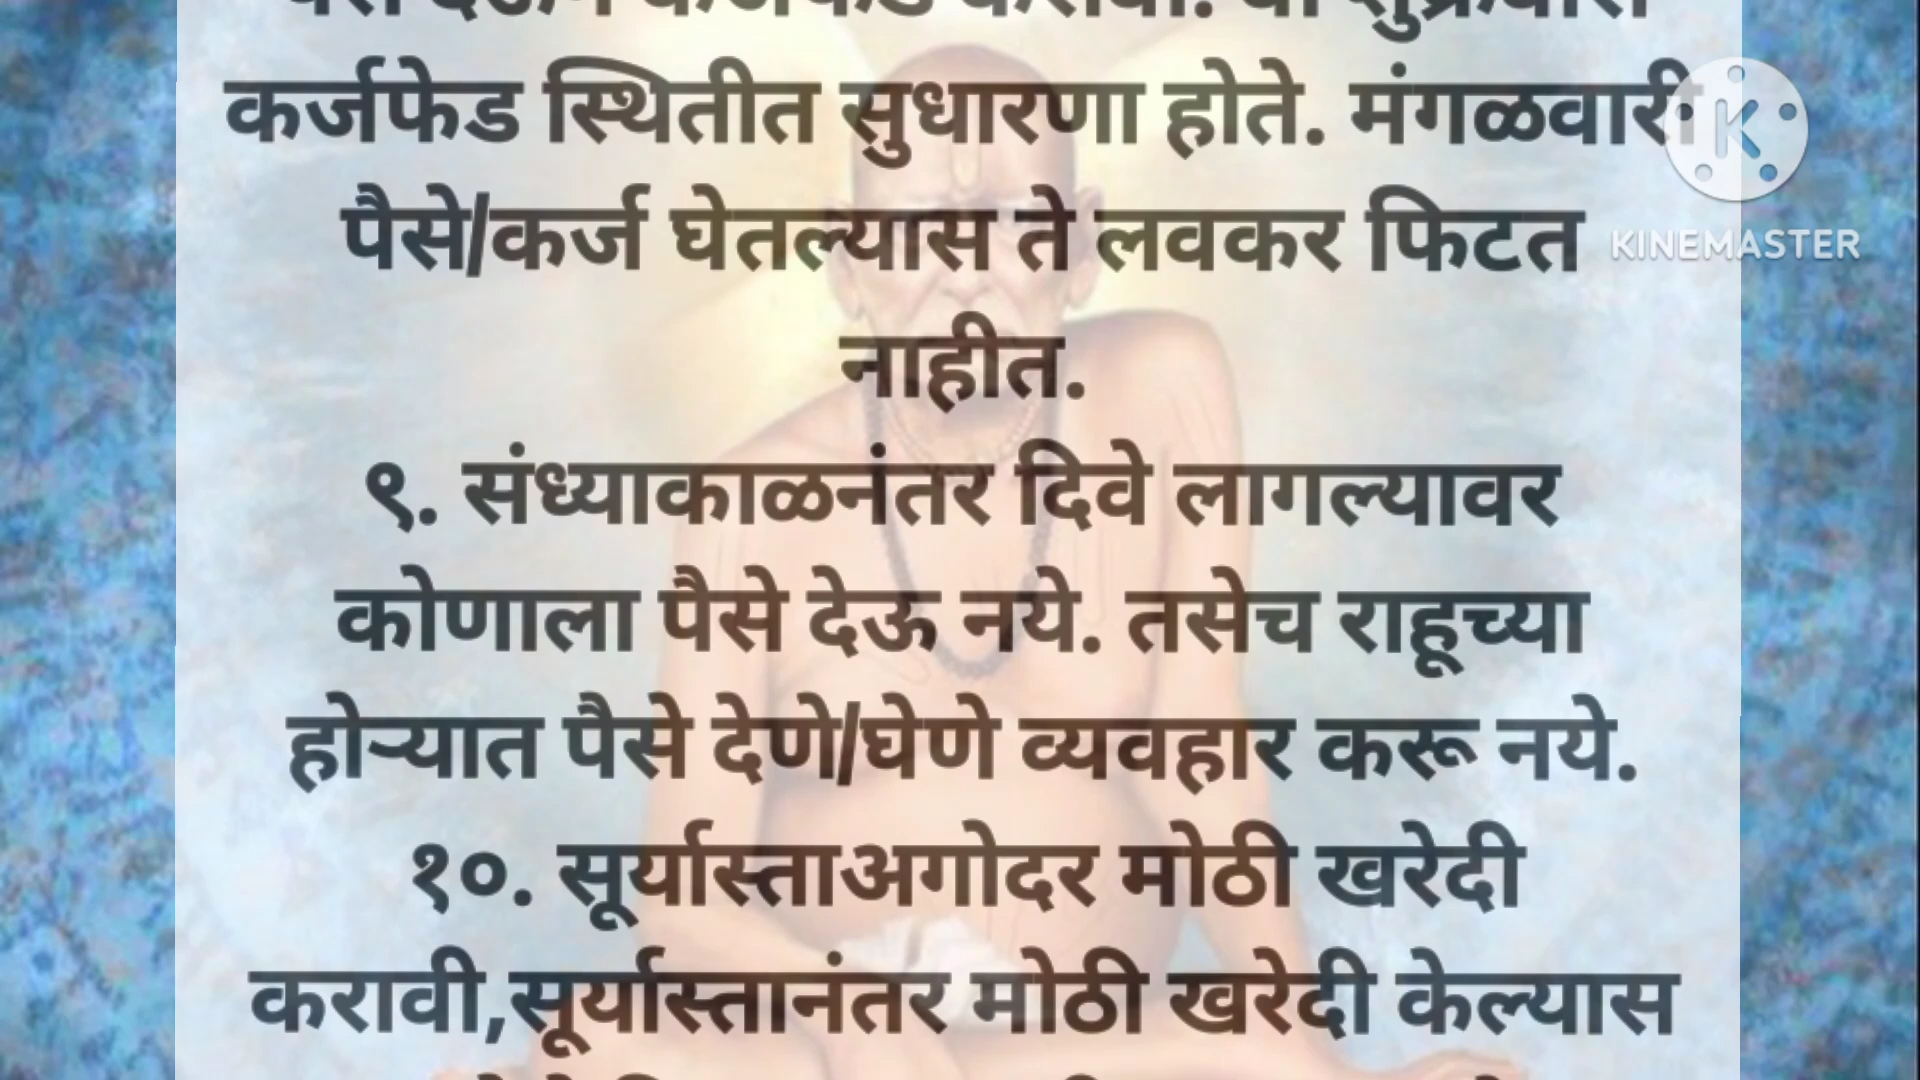 कर्जफेड स्थितीत सुधारणा होते. मंगळवारी
पैसे/कर्ज घेतल्यास ते लवकर फिटत
KINEMASTER
नाहीत.
९. संध्याकाळनंतर दिवे लागल्यावर
कोणाला पैसे देऊ नये. तसेच राहूच्या
होऱ्यात पैसे देणे/घेणे व्यवहार करू नये.
१०. सूर्यास्ताअगोदर मोठी खरेदी
करावी,सूर्यास्तानंतर मोठी खरेदी केल्यास